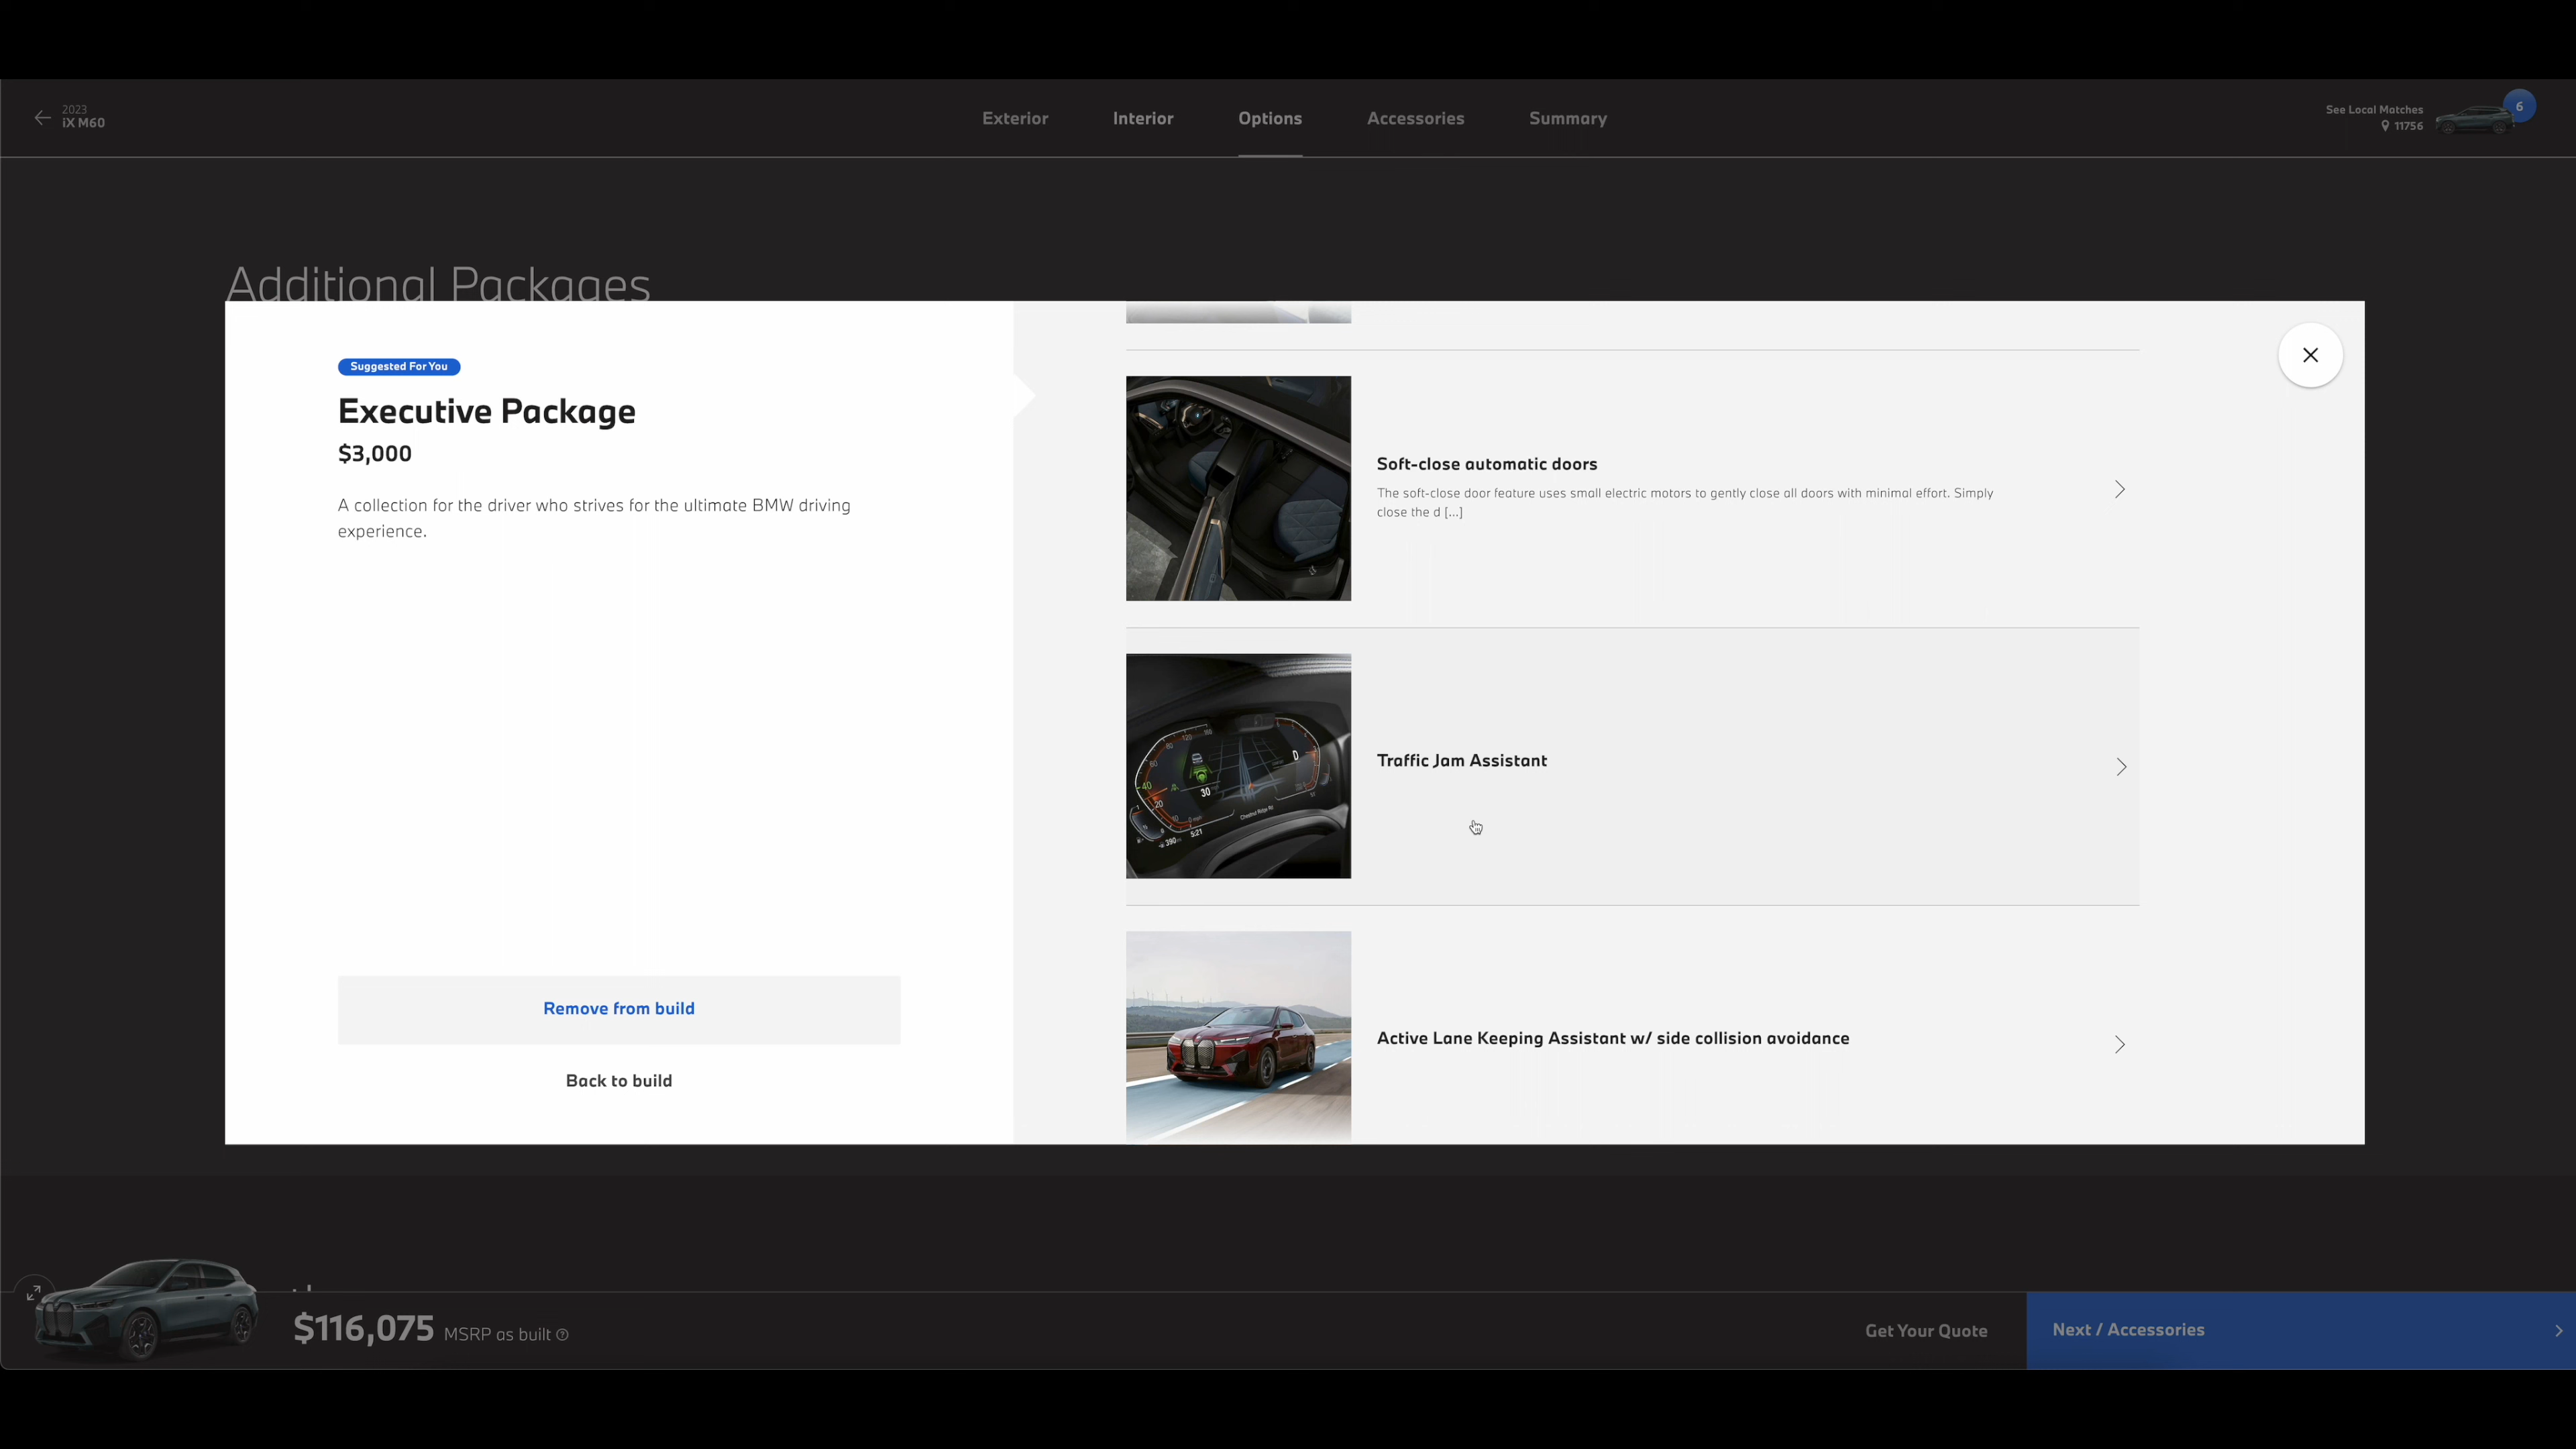 2023
iX M60
Exterior
Interior
Options
Accessories
Summary
See Local Matches
11756
6
Additional Packages
Suggested For You
Executive Package
$3,000
A collection for the driver who strives for the ultimate BMW driving
experience.
Remove from build
Back to build
Soft-close automatic doors
The soft-close door feature uses small electric motors to gently close all doors with minimal effort. Simply
close the d [...]
Traffic Jam Assistant
Active Lane Keeping Assistant w/ side collision avoidance
$116,075 MSRP as built
Get Your Quote
Next / Accessories